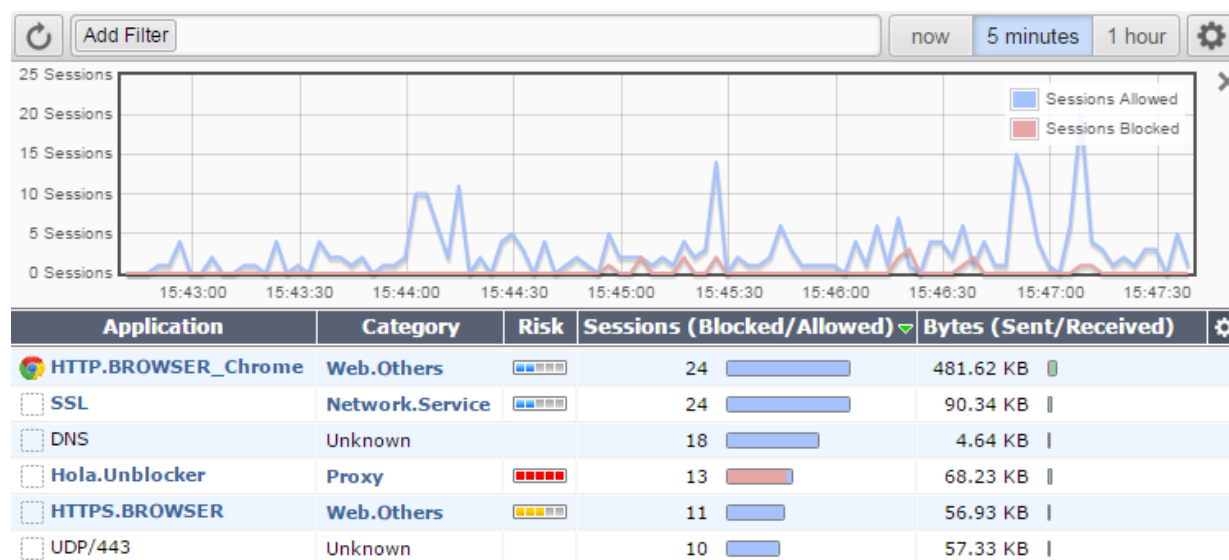 Add Filter now 5 minutes 1 hour
25 Sessions
20 Sessions
15 Sessions
10 Sessions
5 Sessions
0 Sessions
Sessions Allowed
Sessions Blocked
15:43:00 15:43:30 15:44:00 15:44:30 15:45:00 15:45:30 15:46:00 15:46:30 15:47:00 15:47:30
Application Category Risk Sessions (Blocked/Allowed) Bytes (Sent/Received)
HTTP.BROWSER_Chrome Web.Others 24 481.62 KB
SSL Network.Service 24 90.34 KB
DNS Unknown 18 4.64 KB
Hola.Unblocker Proxy 13 68.23 KB
HTTPS.BROWSER Web.Others 11 56.93 KB
UDP/443 Unknown 10 57.33 KB